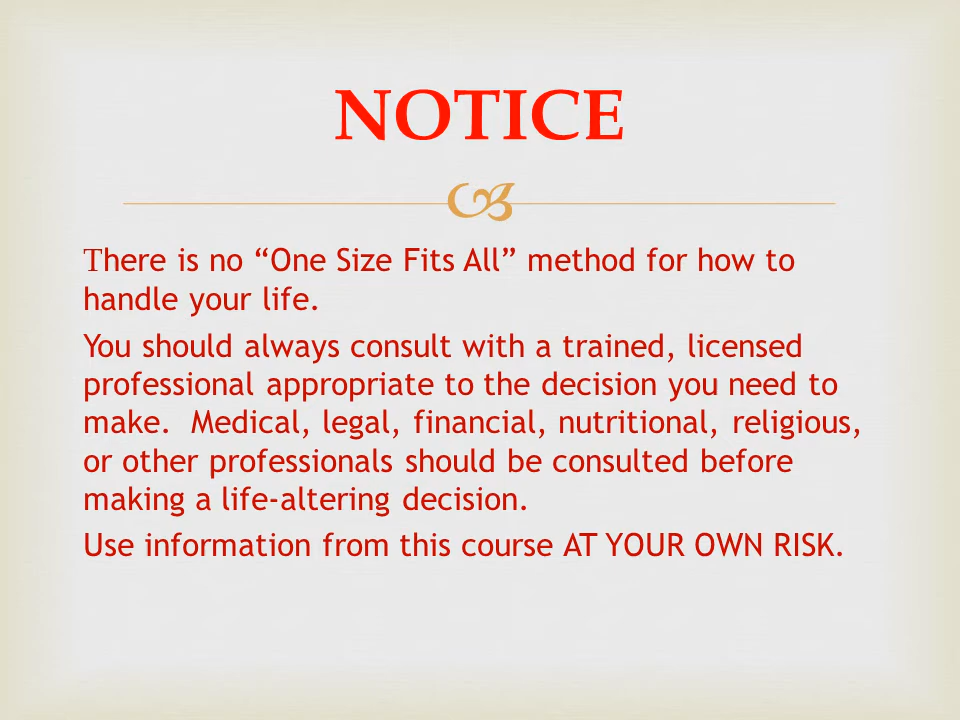 NOTICE
There is no “One Size Fits All” method for how to
handle your life.
You should always consult with a trained, licensed
professional appropriate to the decision you need to
make.  Medical, legal, financial, nutritional, religious,
or other professionals should be consulted before
making a life-altering decision.
Use information from this course AT YOUR OWN RISK.